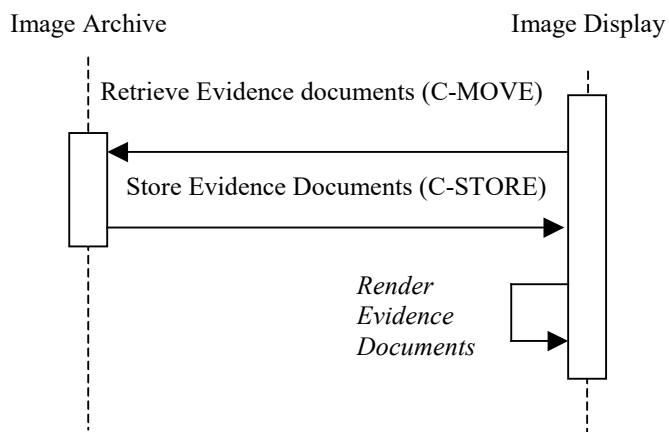 Image Archive
Image Display
Retrieve Evidence documents (C-MOVE)
Store Evidence Documents (C-STORE)
Render
Evidence
Documents